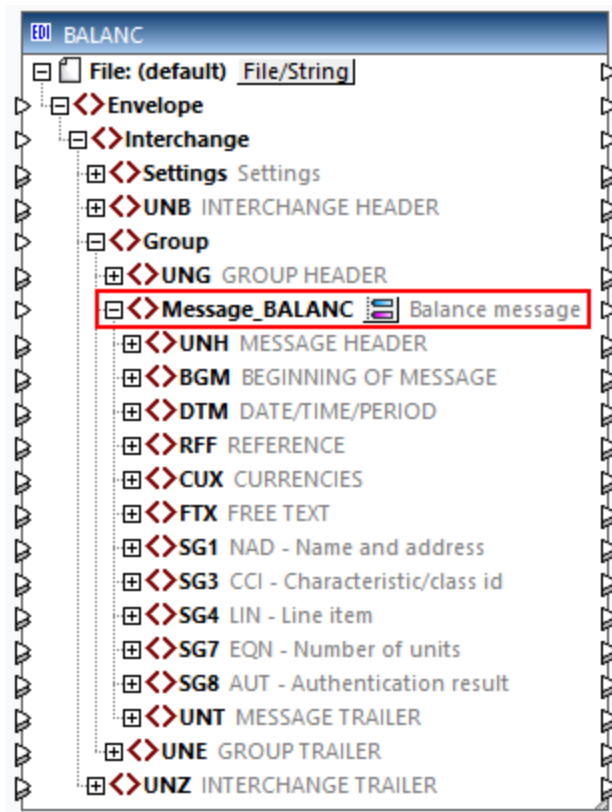 EDI BALANC
File: (default) File/String
Envelope
Interchange
Settings Settings
UNB INTERCHANGE HEADER
Group
UNG GROUP HEADER
Message_BALANC Balance message
UNH MESSAGE HEADER
BGM BEGINNING OF MESSAGE
DTM DATE/TIME/PERIOD
RFF REFERENCE
CUX CURRENCIES
FTX FREE TEXT
SG1 NAD - Name and address
SG3 CCI - Characteristic/class id
SG4 LIN - Line item
SG7 EQN - Number of units
SG8 AUT - Authentication result
UNT MESSAGE TRAILER
UNE GROUP TRAILER
UNZ INTERCHANGE TRAILER